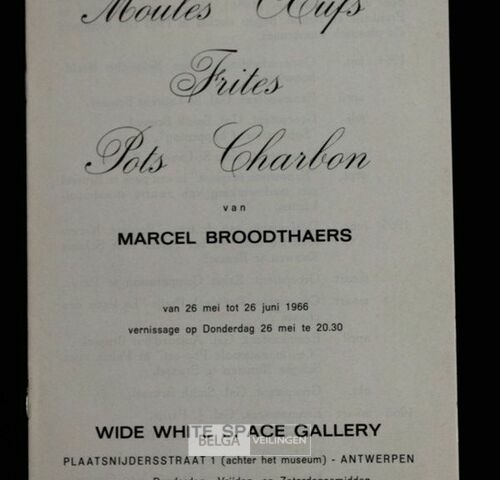 Moules Œufs
Frites
Pots Charbon
van
MARCEL BROODTHAERS
van 26 mei tot 26 juni 1966
vernissage op Donderdag 26 mei te 20.30
WIDE WHITE SPACE GALLERY
BELGA VEILINGEN
PLAATSNIJDERSSTRAAT 1 (achter het museum) - ANTWERPEN